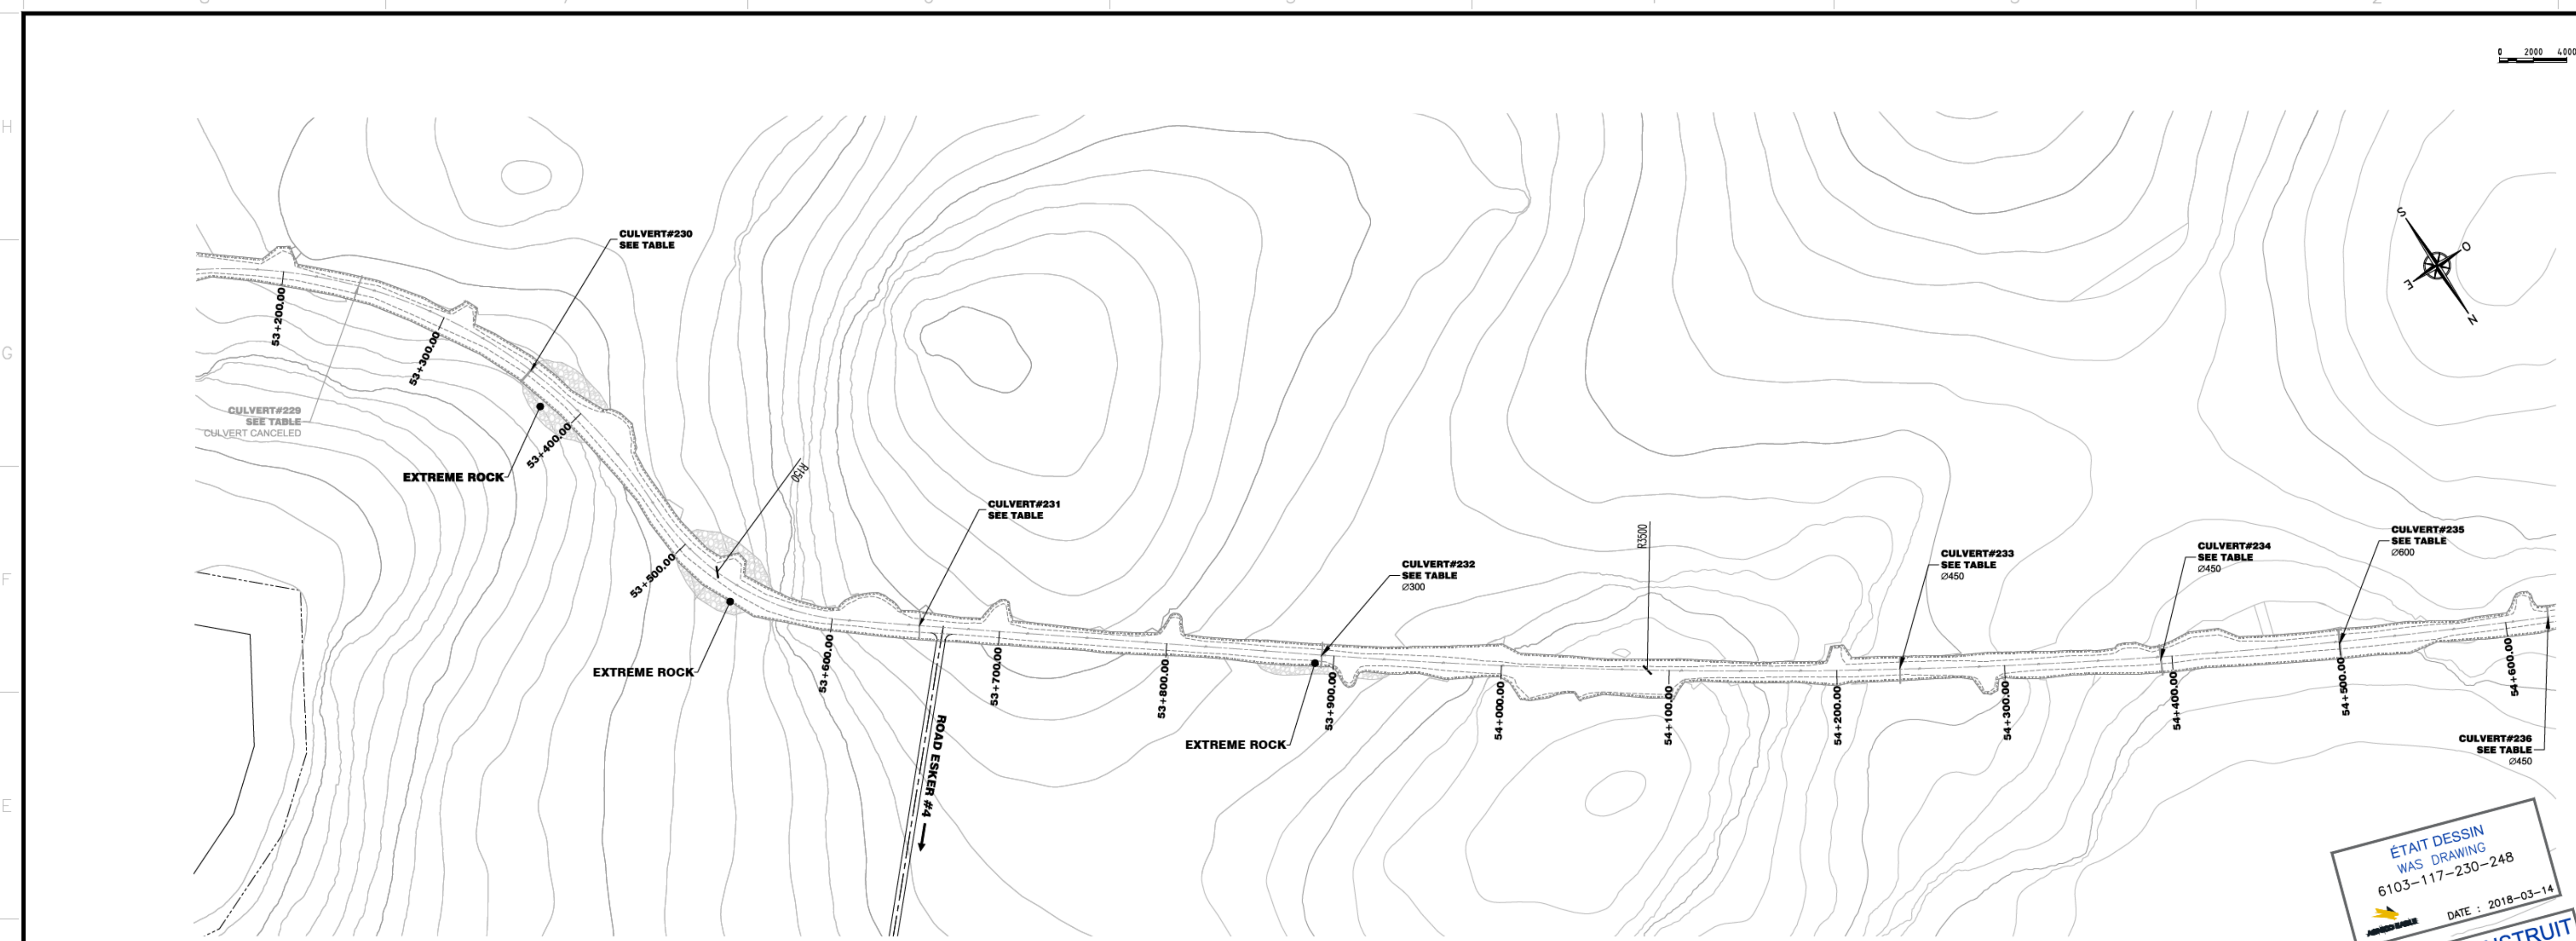 0 2000 4000
H
G
F
E
CULVERT#230
SEE TABLE
53+200.00
53+300.00
CULVERT#229
SEE TABLE
CULVERT CANCELED
53+400.00
EXTREME ROCK
R150
53+500.00
EXTREME ROCK
CULVERT#231
SEE TABLE
53+600.00
53+700.00
ROAD ESKER #4
53+800.00
CULVERT#232
SEE TABLE
Ø300
EXTREME ROCK
53+900.00
54+000.00
R3500
54+100.00
CULVERT#233
SEE TABLE
Ø450
54+200.00
54+300.00
CULVERT#234
SEE TABLE
Ø450
54+400.00
CULVERT#235
SEE TABLE
Ø600
54+500.00
54+600.00
CULVERT#236
SEE TABLE
Ø450
S
O
E
N
ÉTAIT DESSIN
WAS DRAWING
6103-117-230-248
DATE : 2018-03-14
AGNICO EAGLE